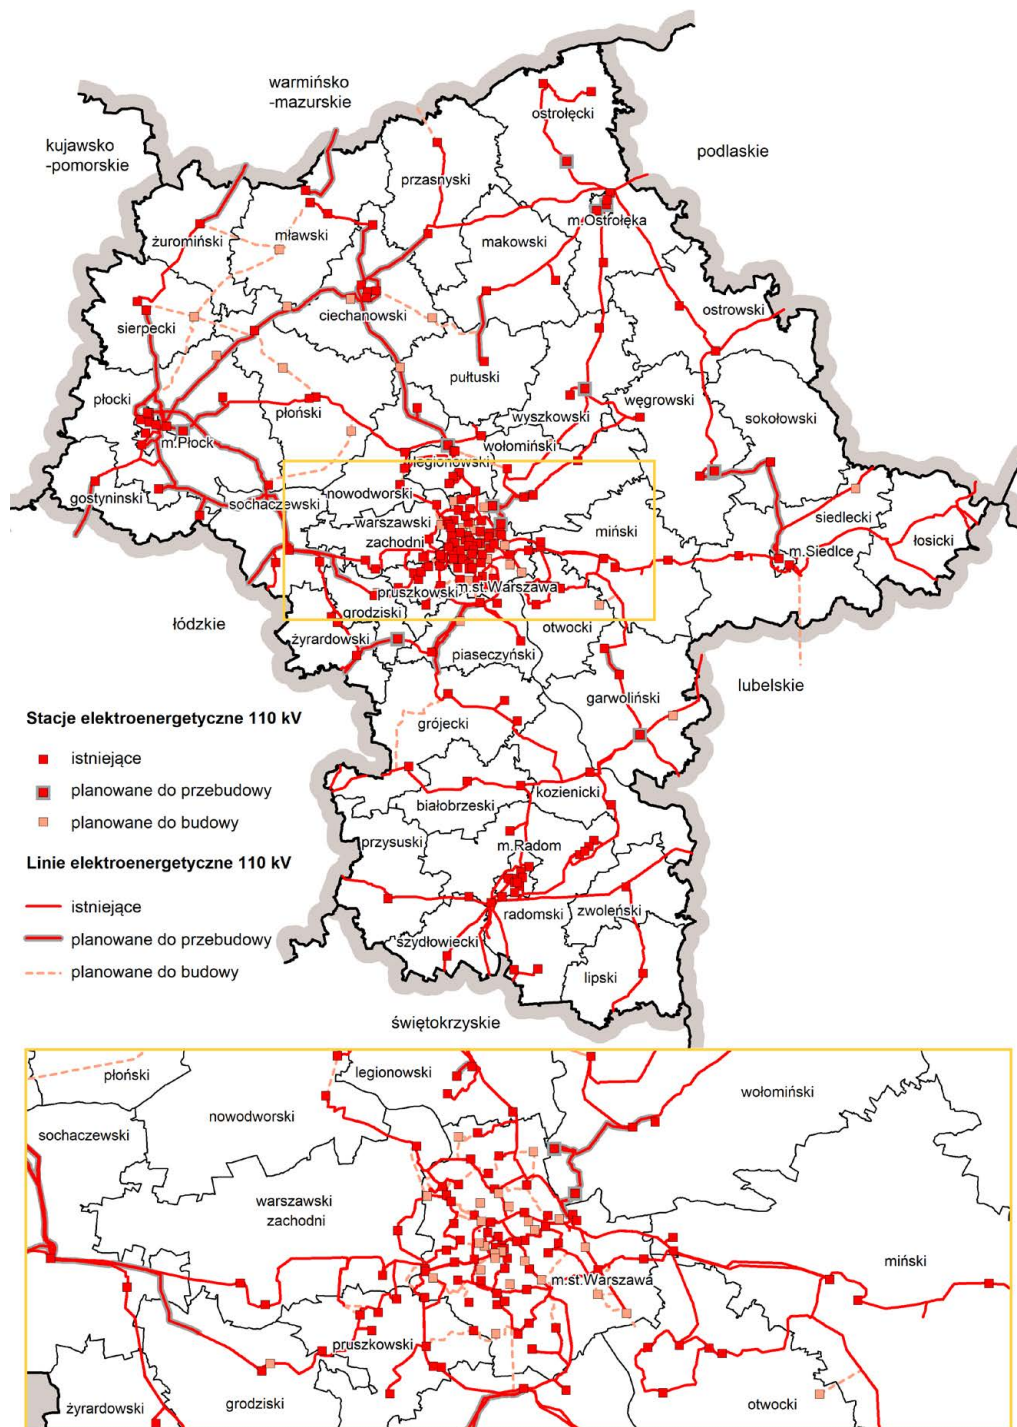 warmińsko
-mazurskie
kujawsko
-pomorskie
podlaskie
ostrołęcki
przasnyski
m.Ostrołęka
makowski
mławski
żuromiński
ciechanowski
ostrowski
sierpecki
pułtuski
płocki
płoński
węgrowski
wyszkowski
sokołowski
m.Płock
wołomiński
legionowski
gostyninski
sochaczewski
nowodworski
warszawski
zachodni
miński
siedlecki
m.Siedlce
łosicki
m.st.Warszawa
pruszkowski
grodziski
łódzkie
otwocki
żyrardowski
piaseczyński
lubelskie
garwoliński
grójecki
Stacje elektroenergetyczne 110 kV
istniejące
planowane do przebudowy
planowane do budowy
białobrzeski
kozienicki
przysuski
m.Radom
Linie elektroenergetyczne 110 kV
istniejące
planowane do przebudowy
planowane do budowy
radomski
zwoleński
szydłowiecki
lipski
świętokrzyskie
płoński
legionowski
wołomiński
nowodworski
sochaczewski
warszawski
zachodni
miński
m.st.Warszawa
pruszkowski
żyrardowski
grodziski
otwocki